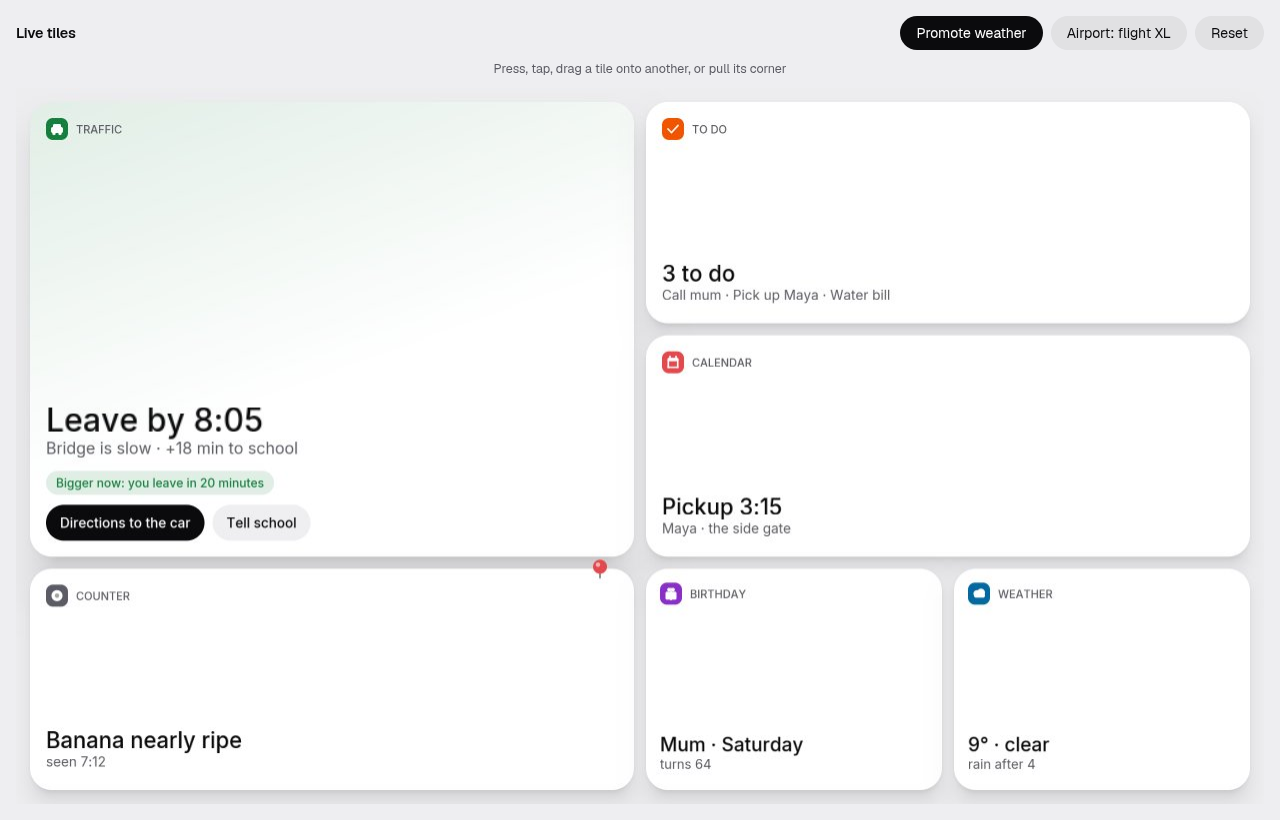 Live tiles
Promote weather
Airport: flight XL
Reset
Press, tap, drag a tile onto another, or pull its corner
TRAFFIC
Leave by 8:05
Bridge is slow · +18 min to school
Bigger now: you leave in 20 minutes
Directions to the car
Tell school
TO DO
3 to do
Call mum · Pick up Maya · Water bill
CALENDAR
Pickup 3:15
Maya · the side gate
COUNTER
Banana nearly ripe
seen 7:12
BIRTHDAY
Mum · Saturday
turns 64
WEATHER
9° · clear
rain after 4